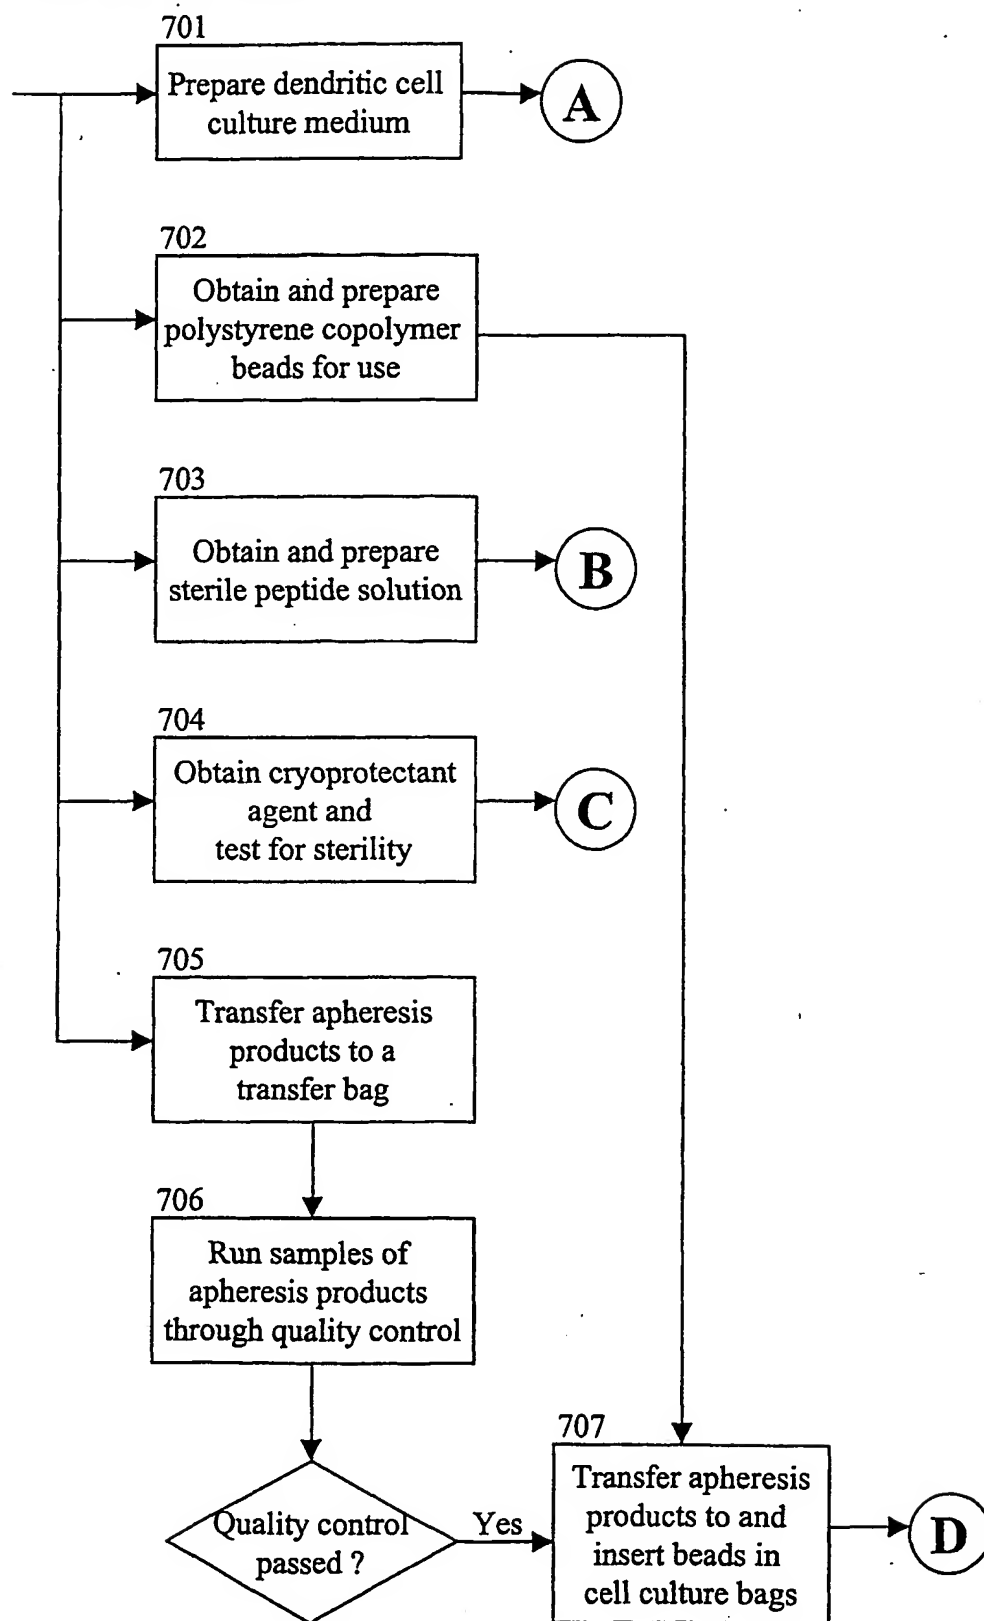 701
Prepare dendritic cell
culture medium
A
702
Obtain and prepare
polystyrene copolymer
beads for use
703
Obtain and prepare
sterile peptide solution
B
704
Obtain cryoprotectant
agent and
test for sterility
C
705
Transfer apheresis
products to a
transfer bag
706
Run samples of
apheresis products
through quality control
Quality control
passed ?
Yes
707
Transfer apheresis
products to and
insert beads in
cell culture bags
D